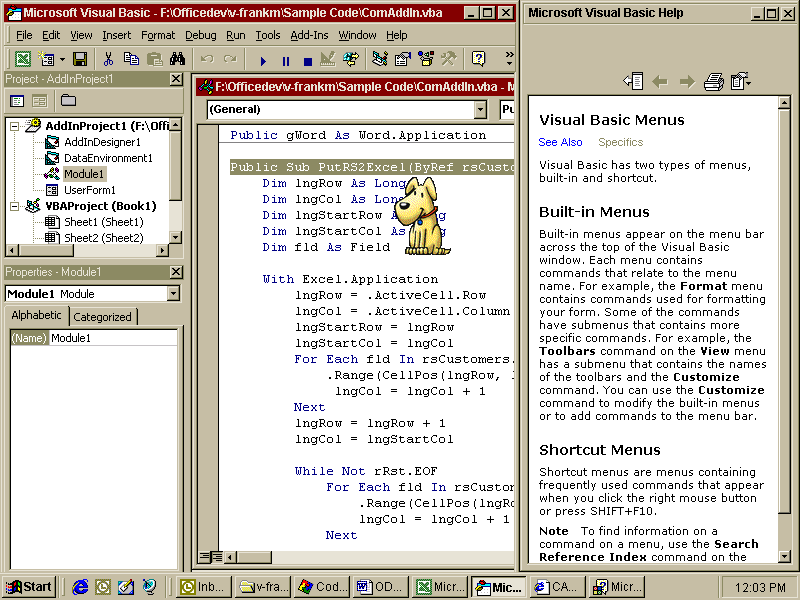 Microsoft Visual Basic - F:\Officedev\v-frankm\Sample Code\ComAddIn.vba
File Edit View Insert Format Debug Run Tools Add-Ins Window Help
Project - AddInProject1
AddInProject1 (F:\Offi
AddInDesigner1
DataEnvironment1
Module1
UserForm1
VBAProject (Book1)
Sheet1 (Sheet1)
Sheet2 (Sheet2)
Properties - Module1
Module1 Module
Alphabetic Categorized
(Name) Module1
F:\Officedev\v-frankm\Sample Code\ComAddIn.vba - M
(General) Pu
Public gWord As Word.Application
Public Sub PutRS2Excel(ByRef rsCusto
Dim lngRow As Long
Dim lngCol As Long
Dim lngStartRow As Long
Dim lngStartCol As Long
Dim fld As Field
With Excel.Application
lngRow = .ActiveCell.Row
lngCol = .ActiveCell.Column
lngStartRow = lngRow
lngStartCol = lngCol
For Each fld In rsCustomers.
.Range(CellPos(lngRow, l
lngCol = lngCol + 1
Next
lngRow = lngRow + 1
lngCol = lngStartCol
While Not rRst.EOF
For Each fld In rsCustom
.Range(CellPos(lngRo
lngCol = lngCol + 1
Next
Microsoft Visual Basic Help
Visual Basic Menus
See Also Specifics
Visual Basic has two types of menus,
built-in and shortcut.
Built-in Menus
Built-in menus appear on the menu bar
across the top of the Visual Basic
window. Each menu contains
commands that relate to the menu
name. For example, the Format menu
contains commands used for formatting
your form. Some of the commands
have submenus that contains more
specific commands. For example, the
Toolbars command on the View menu
has a submenu that contains the names
of the toolbars and the Customize
command. You can use the Customize
command to modify the built-in menus
or to add commands to the menu bar.
Shortcut Menus
Shortcut menus are menus containing
frequently used commands that appear
when you click the right mouse button
or press SHIFT+F10.
Note To find information on a
command on a menu, use the Search
Reference Index command on the
Start Inb... v-fra... Cod... OD... Micr... Mic... CA... Micr... 12:03 PM